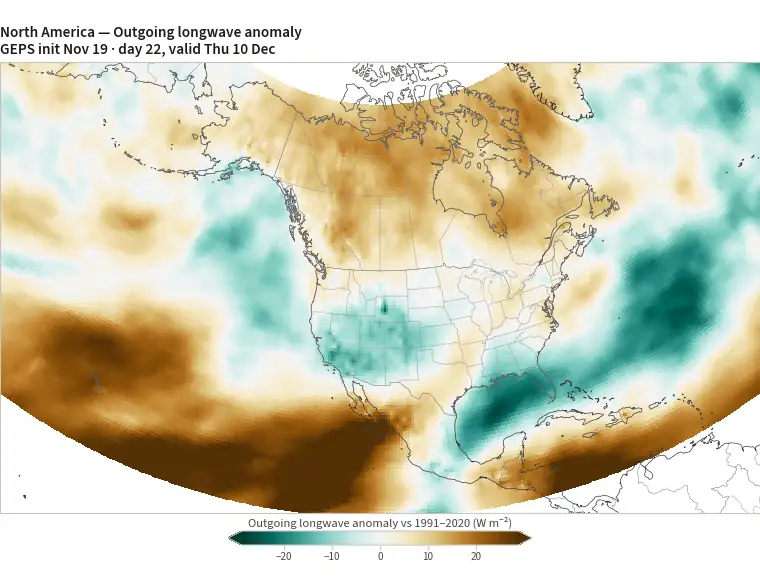 North America — Outgoing longwave anomaly
GEPS init Nov 19 · day 22, valid Thu 10 Dec
Outgoing longwave anomaly vs 1991–2020 (W m⁻²)
−20 −10 0 10 20